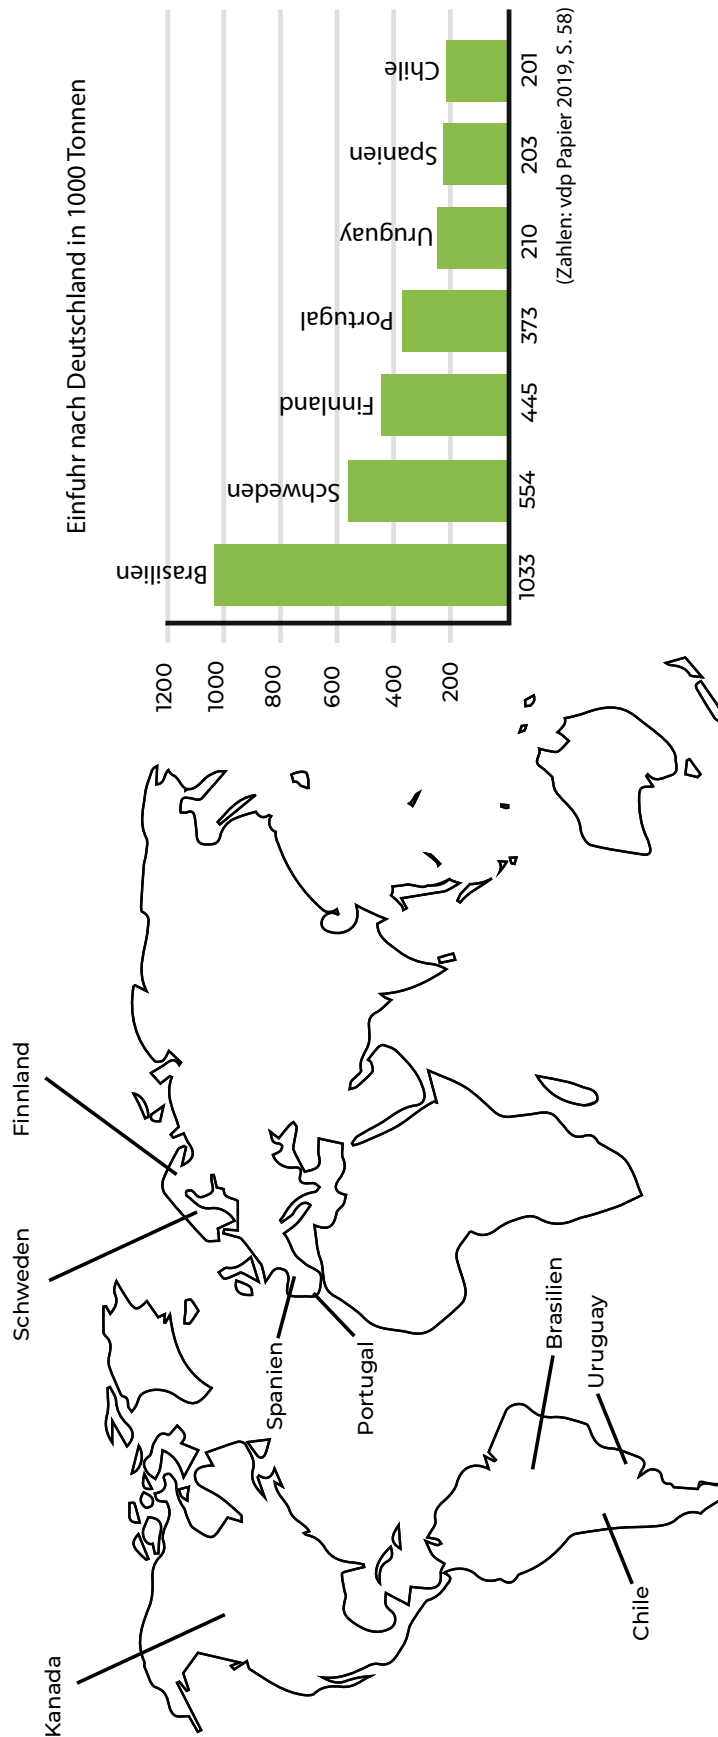 Kanada
Schweden
Finnland
Spanien
Portugal
Brasilien
Uruguay
Chile
Einfuhr nach Deutschland in 1000 Tonnen
1200
1000
800
600
400
200
Brasilien
Schweden
Finnland
Portugal
Uruguay
Spanien
Chile
1033 554 445 373 210 203 201
(Zahlen: vdp Papier 2019, S. 58)